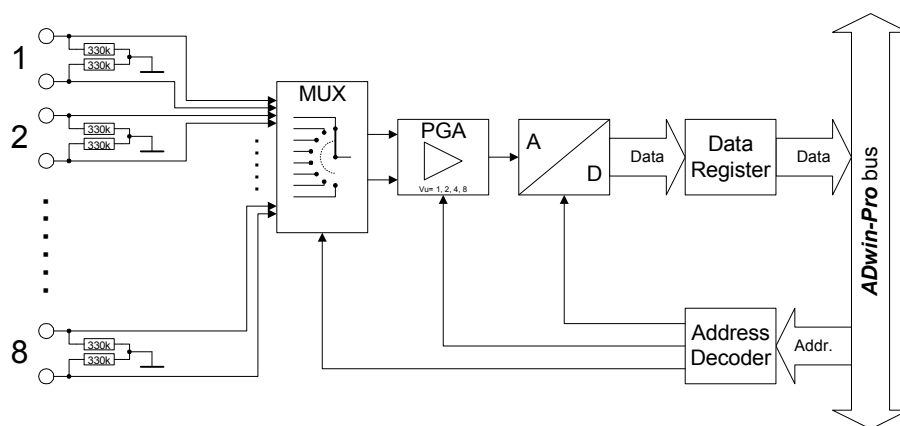 1
330k
330k
2
330k
330k
8
330k
330k
MUX
PGA
Vu= 1, 2, 4, 8
A
D
Data
Data
Register
Data
Address
Decoder
Addr.
ADwin-Pro bus